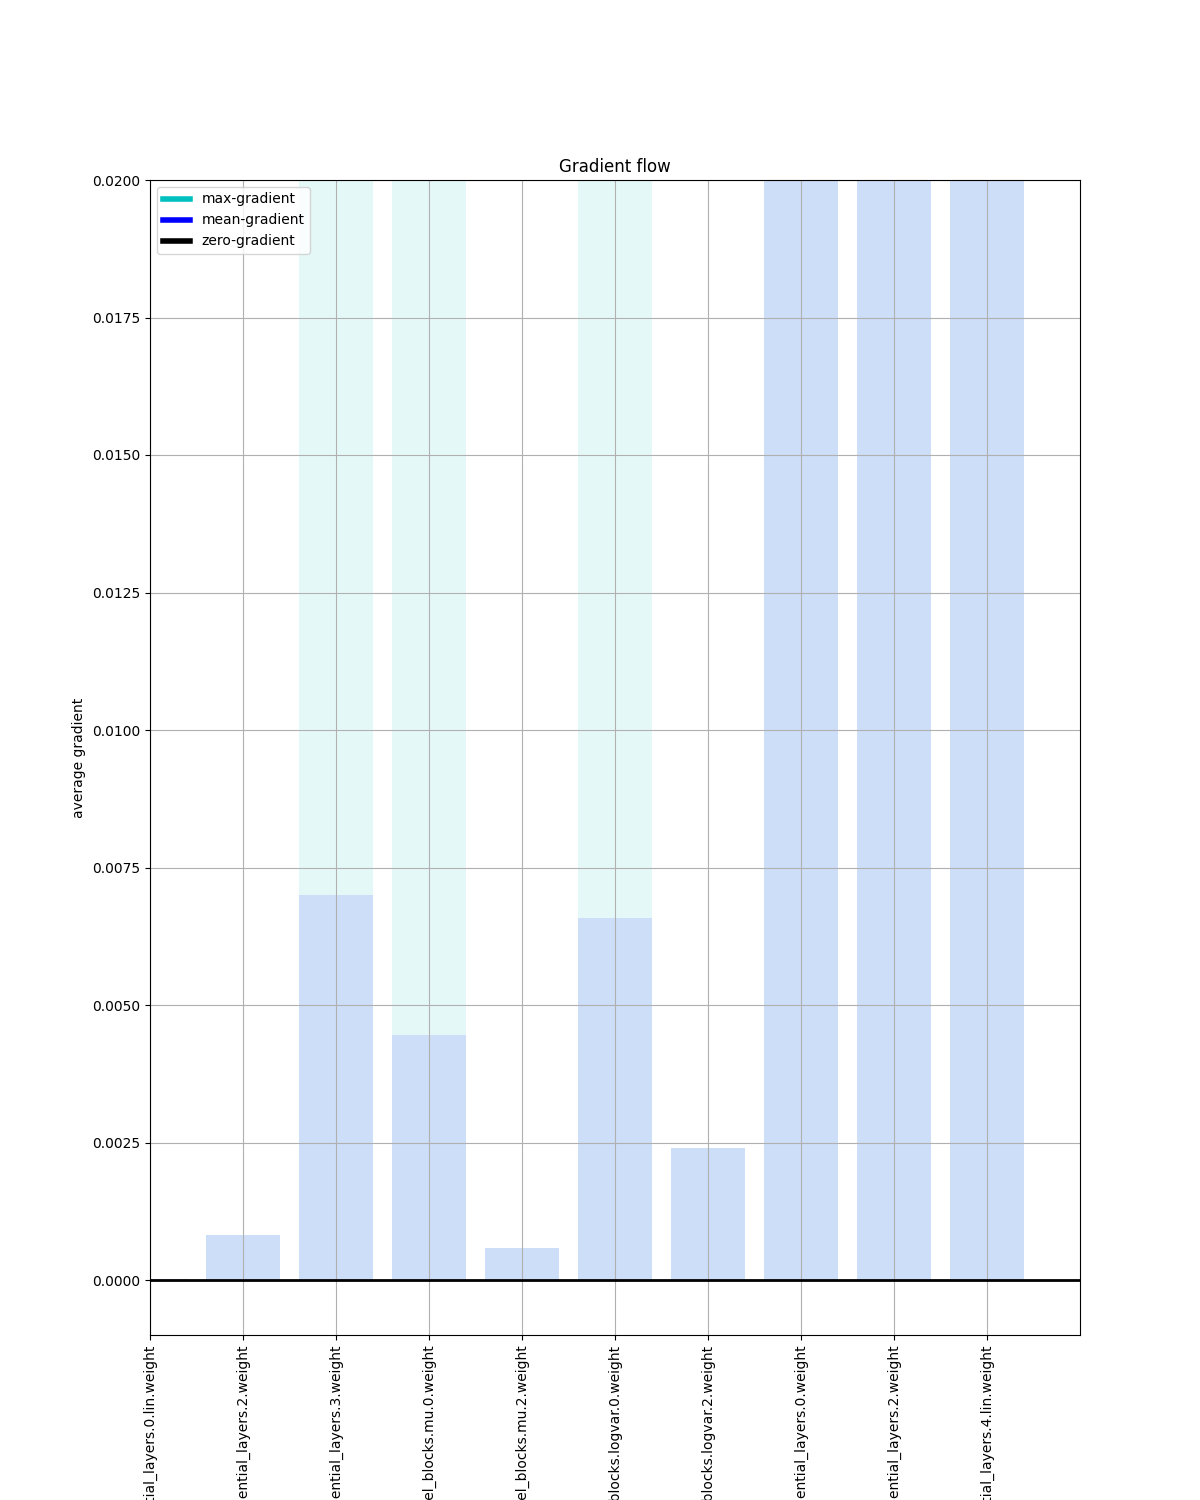 Gradient flow
max-gradient
mean-gradient
zero-gradient
0.0200
0.0175
0.0150
0.0125
0.0100
0.0075
0.0050
0.0025
0.0000
average gradient
tial_layers.0.lin.weight
ential_layers.2.weight
ential_layers.3.weight
el_blocks.mu.0.weight
el_blocks.mu.2.weight
blocks.logvar.0.weight
blocks.logvar.2.weight
ential_layers.0.weight
ential_layers.2.weight
tial_layers.4.lin.weight